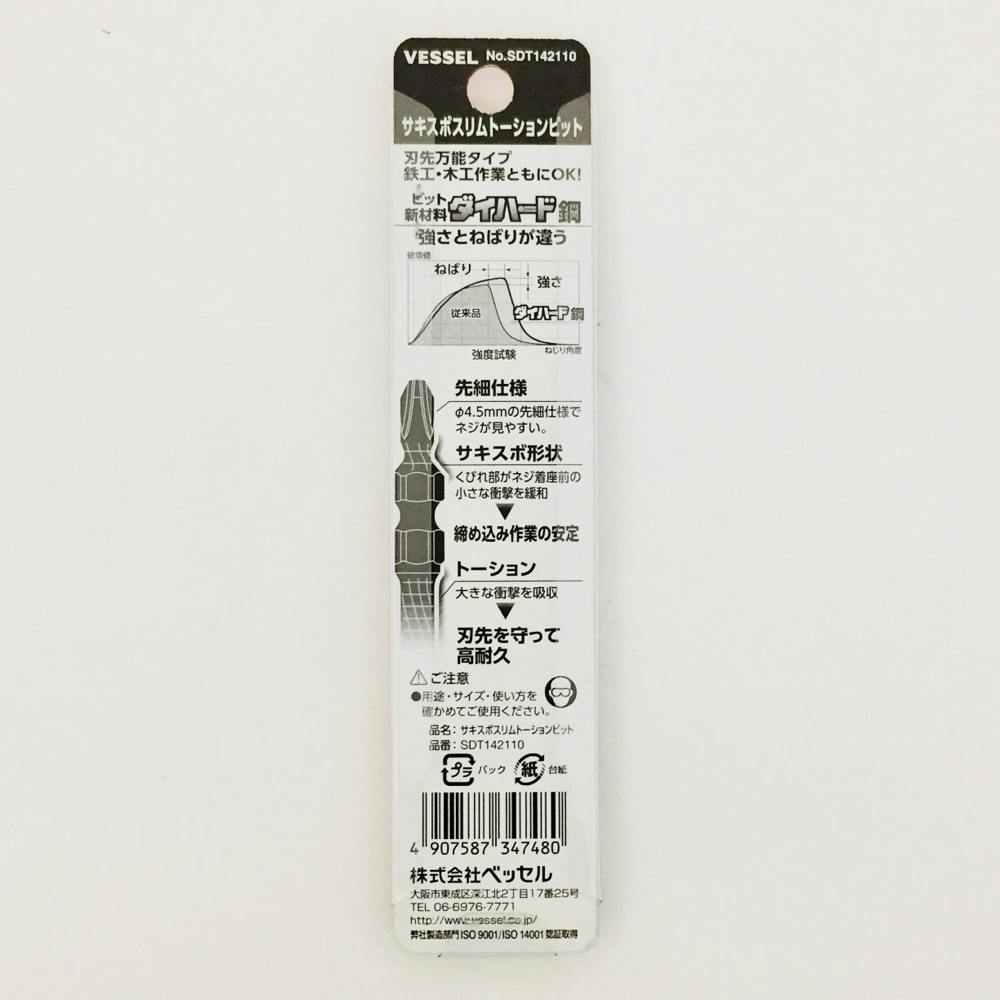 VESSEL No.SDT142110
サキスボスリムトーションビット
刃先万能タイプ
鉄工・木工作業ともにOK!
ビット
新材料 ダイハード鋼
強さとねばりが違う
破壊値
ねばり
強さ
従来品
ダイハード鋼
強度試験
ねじり角度
先細仕様
φ4.5mmの先細仕様で
ネジが見やすい。
サキスボ形状
くびれ部がネジ着座前の
小さな衝撃を緩和
締め込み作業の安定
トーション
大きな衝撃を吸収
刃先を守って
高耐久
ご注意
●用途・サイズ・使い方を
確かめてご使用ください。
品名:サキスボスリムトーションビット
品番:SDT142110
プラ パック 紙 台紙
4 907587 347480
株式会社ベッセル
大阪市東成区深江北2丁目17番25号
TEL 06-6976-7771
http://www.vessel.co.jp/
弊社製造部門 ISO 9001/ISO 14001 認証取得